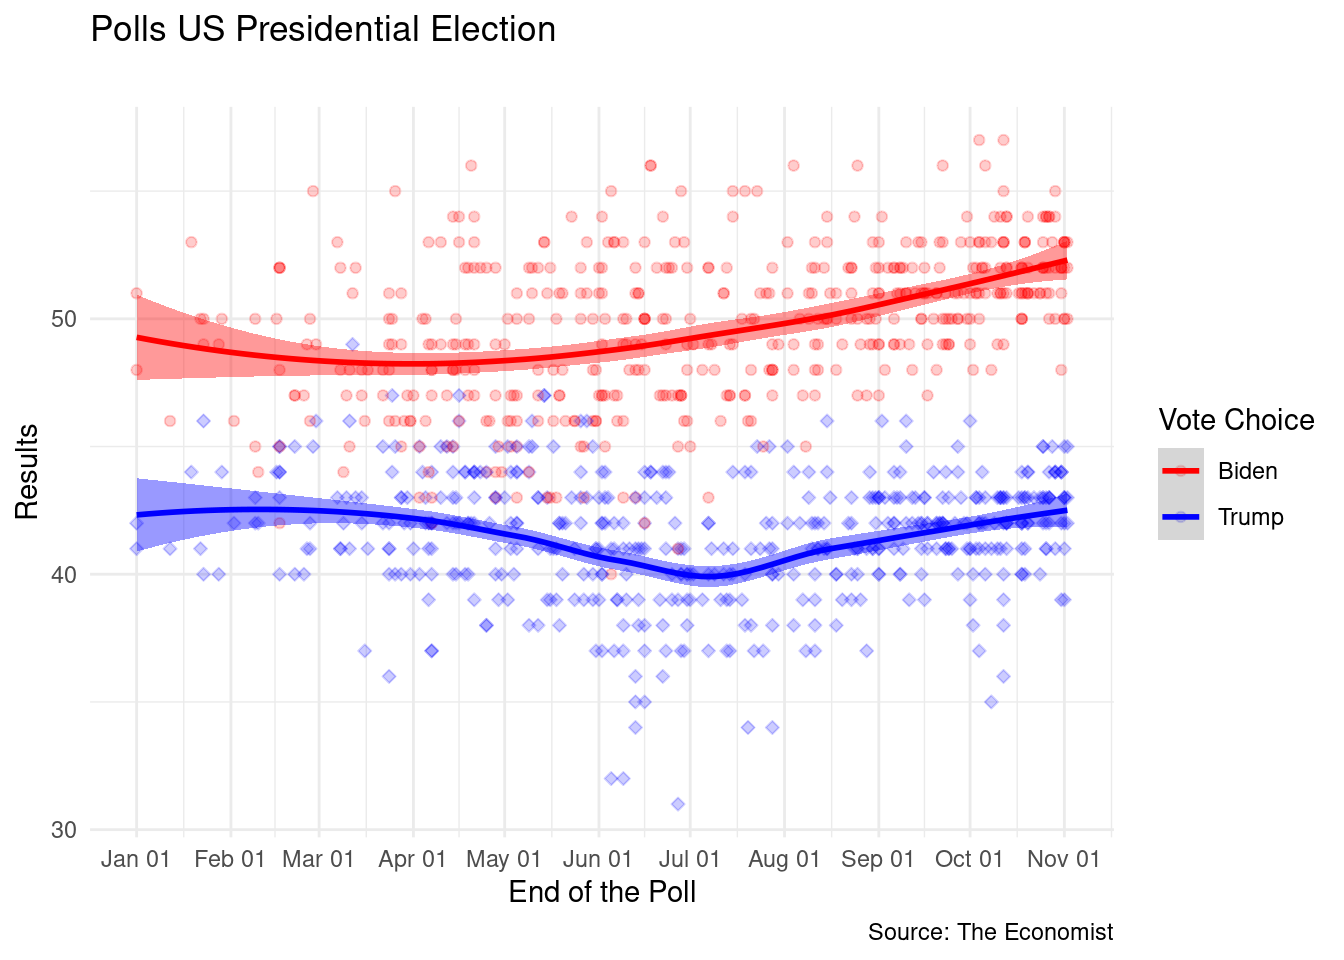 Polls US Presidential Election
50
40
30
Results
Jan 01 Feb 01 Mar 01 Apr 01 May 01 Jun 01 Jul 01 Aug 01 Sep 01 Oct 01 Nov 01
End of the Poll
Vote Choice
Biden
Trump
Source: The Economist